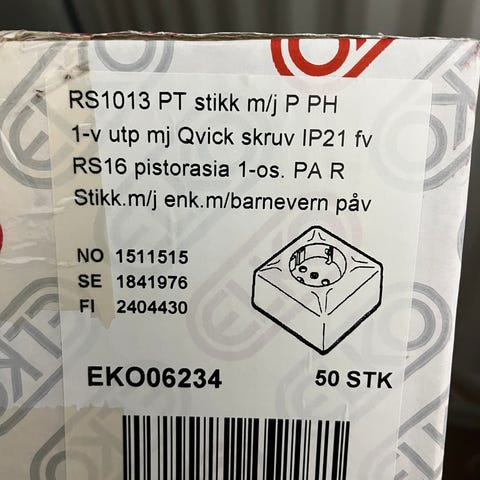 RS1013 PT stikk m/j P PH
1-v utp mj Qvick skruv IP21 fv
RS16 pistorasia 1-os. PA R
Stikk.m/j enk.m/barnevern påv
NO 1511515
SE 1841976
FI 2404430
EKO06234 50 STK
ELKO